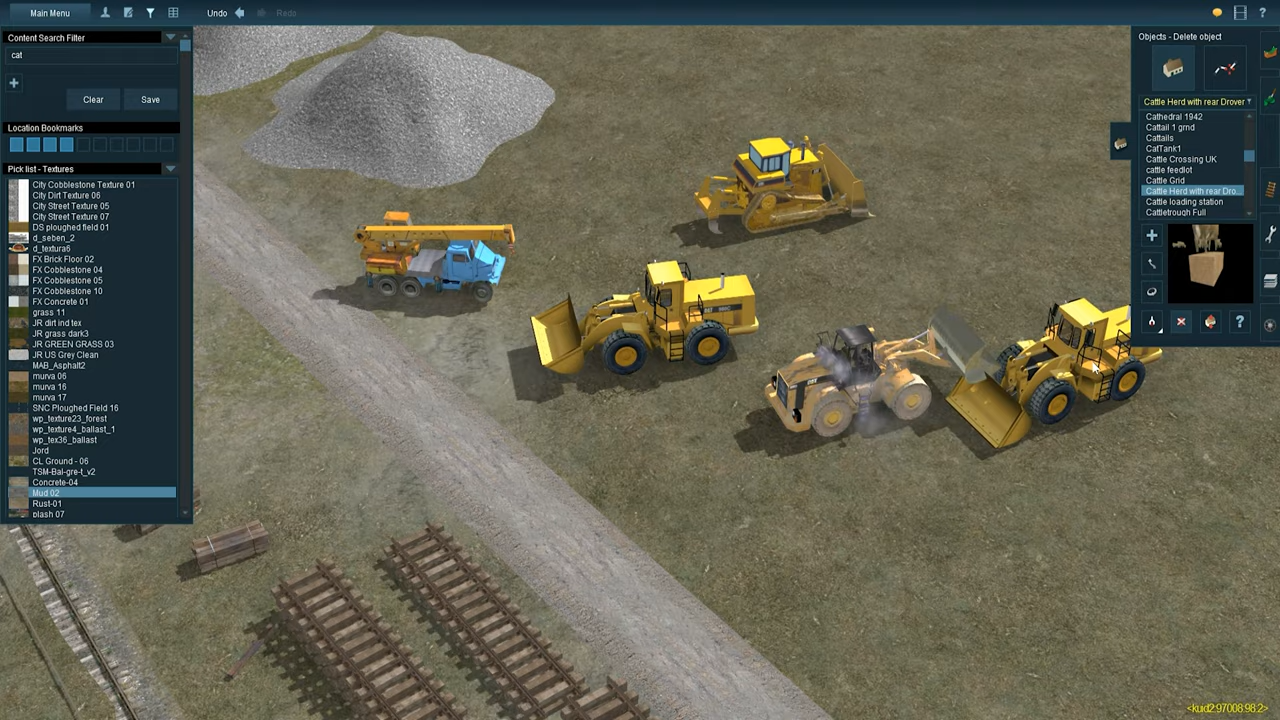 Main Menu
Undo
Redo
Content Search Filter
cat
Clear
Save
Location Bookmarks
Pick list - Textures
City Cobblestone Texture 01
City Dirt Texture 06
City Street Texture 05
City Street Texture 07
DS ploughed field 01
d_seben_2
d_textura6
FX Brick Floor 02
FX Cobblestone 04
FX Cobblestone 05
FX Cobblestone 10
FX Concrete 01
grass 11
JR dirt ind tex
JR grass dark3
JR GREEN GRASS 03
JR US Grey Clean
MAB_Asphalt2
murva 06
murva 16
murva 17
SNC Ploughed Field 16
wp_texture23_forest
wp_texture4_ballast_1
wp_tex36_ballast
Jord
CL Ground - 06
TSM-Bal-gre-t_v2
Concrete-04
Mud 02
Rust-01
plash 07
Objects - Delete object
Cattle Herd with rear Drover
Cathedral 1942
Cattail 1 grnd
Cattails
CatTank1
Cattle Crossing UK
cattle feedlot
Cattle Grid
Cattle Herd with rear Dro...
Cattle loading station
Cattletrough Full
?
?
<kuid2:97008:98:2>